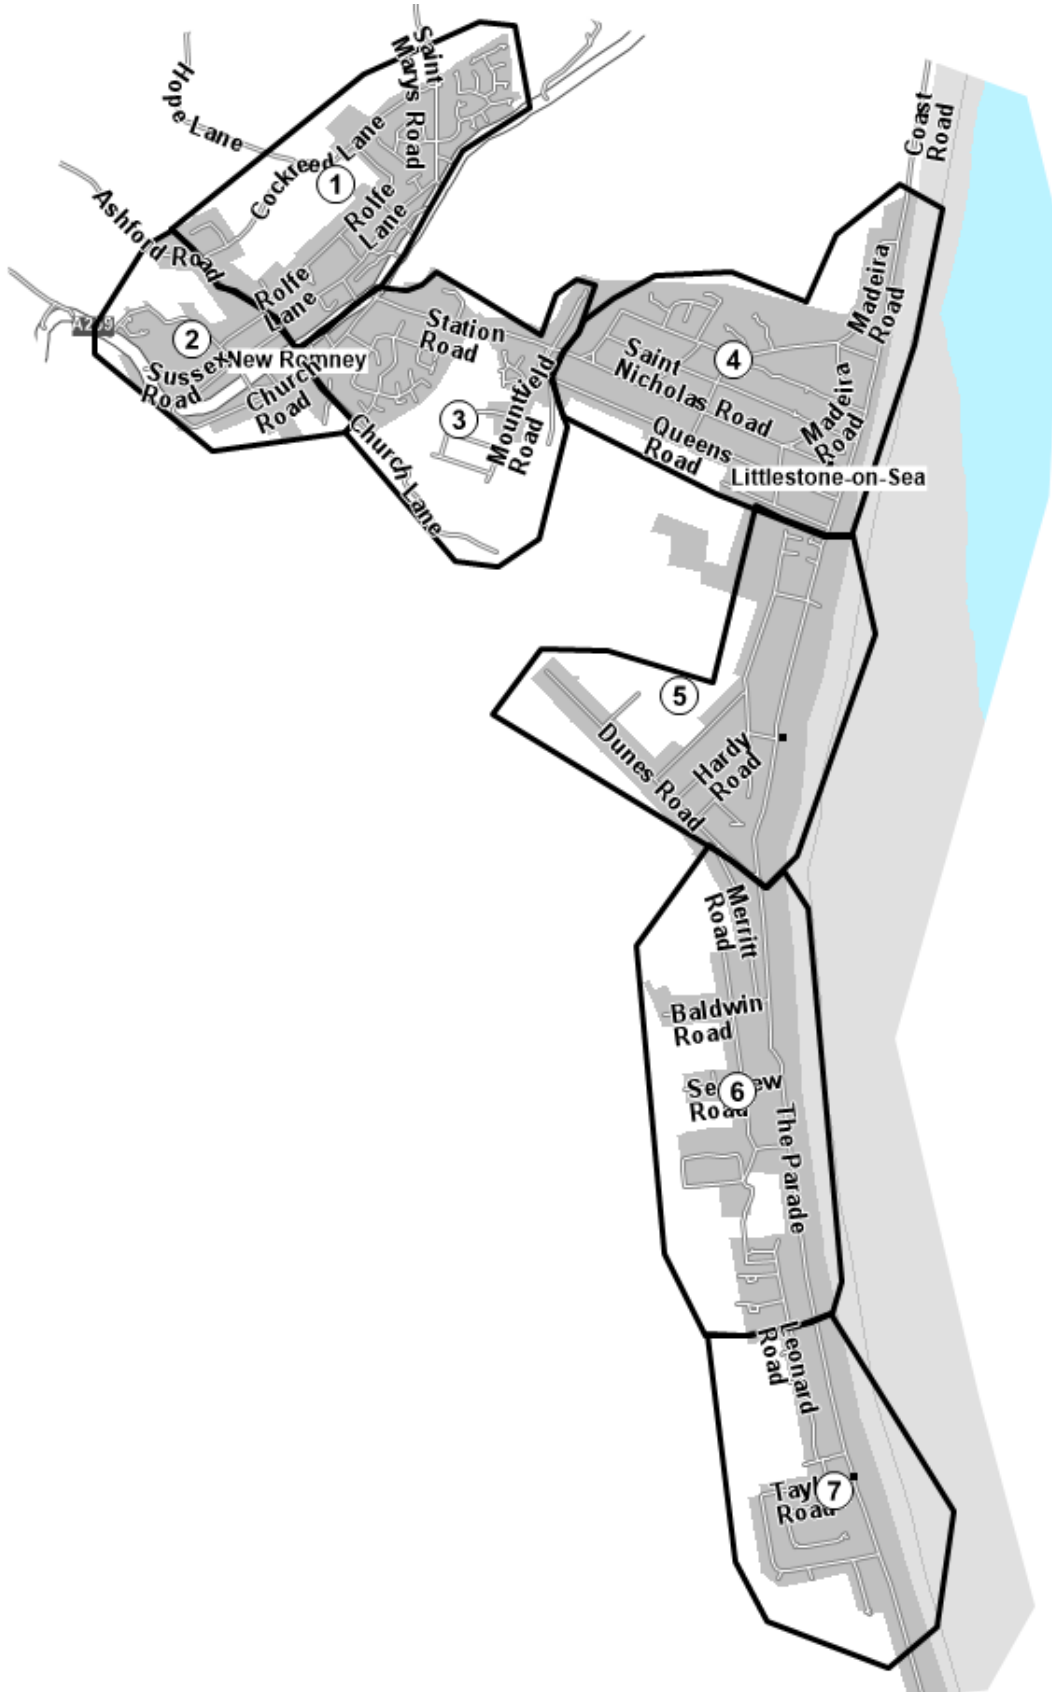 Saint
Marys Road
Hope Lane
Cockreed Lane
1
Coast
Road
Rolfe
Lane
Ashford Road
Rolfe
Lane
Madeira
Road
2
Station
Road
New Romney
Sussex
Road
Church
Road
Saint
Nicholas Road
4
Mountfield
Road
3
Madeira
Road
Church Lane
Queens
Road
Littlestone-on-Sea
5
Dunes Road
Hardy
Road
Merritt
Road
Baldwin
Road
6
Road
The Parade
Leonard
Road
7
Road